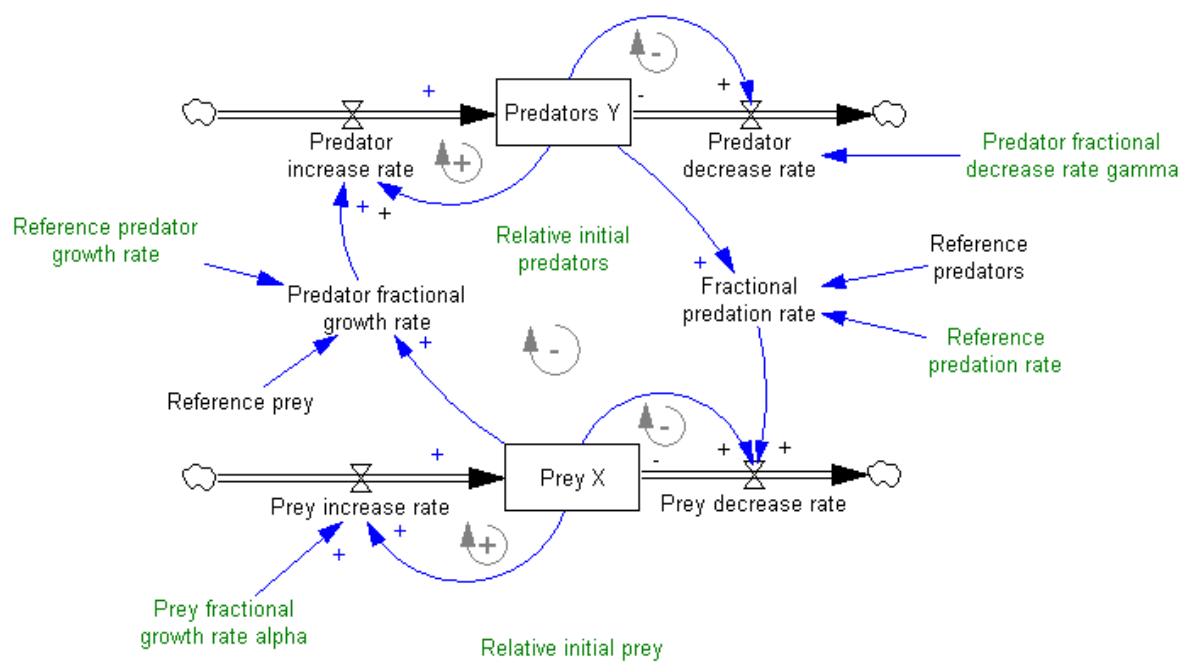 Predators Y
Predator
increase rate
Predator
decrease rate
Predator fractional
decrease rate gamma
Reference predator
growth rate
Relative initial
predators
Reference
predators
Predator fractional
growth rate
Fractional
predation rate
Reference
predation rate
Reference prey
Prey X
Prey increase rate
Prey decrease rate
Prey fractional
growth rate alpha
Relative initial prey